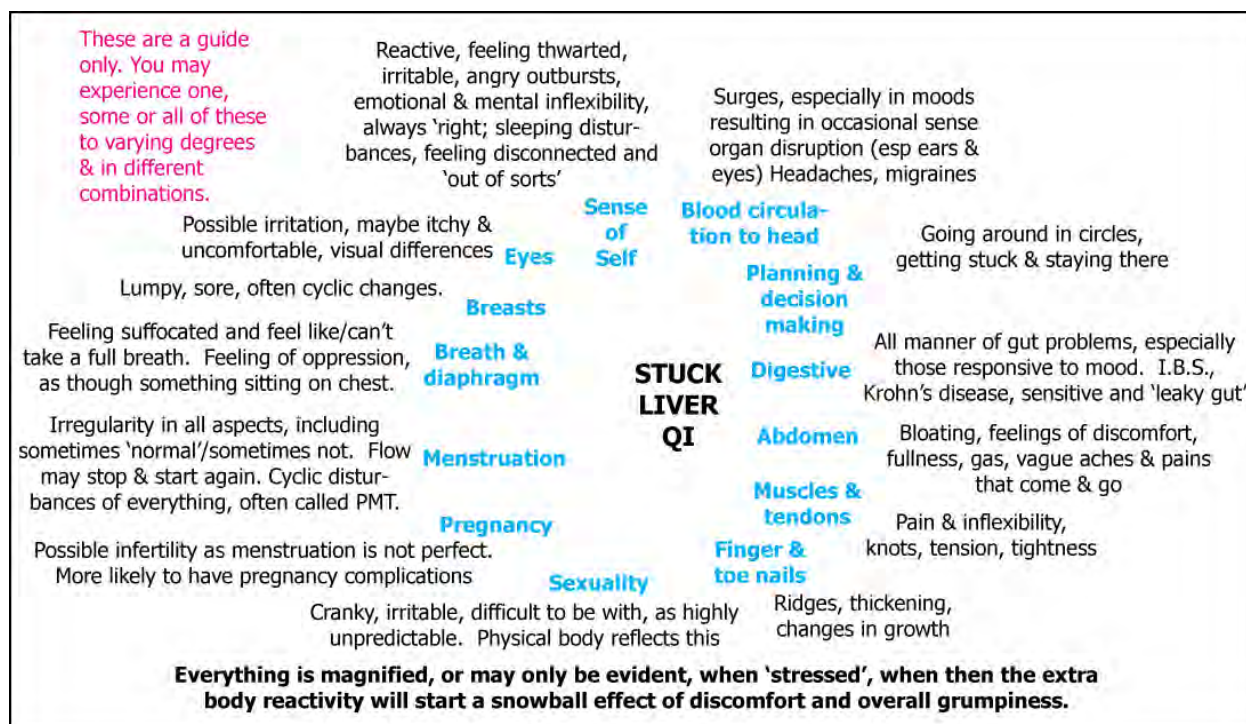 These are a guide
only. You may
experience one,
some or all of these
to varying degrees
& in different
combinations.
Reactive, feeling thwarted,
irritable, angry outbursts,
emotional & mental inflexibility,
always ‘right; sleeping distur-
bances, feeling disconnected and
‘out of sorts’
Sense
of
Self
Surges, especially in moods
resulting in occasional sense
organ disruption (esp ears &
eyes) Headaches, migraines
Blood circula-
tion to head
Possible irritation, maybe itchy &
uncomfortable, visual differences
Eyes
Going around in circles,
getting stuck & staying there
Planning &
decision
making
Lumpy, sore, often cyclic changes.
Breasts
Feeling suffocated and feel like/can’t
take a full breath. Feeling of oppression,
as though something sitting on chest.
Breath &
diaphragm
STUCK
LIVER
QI
Digestive
All manner of gut problems, especially
those responsive to mood. I.B.S.,
Krohn’s disease, sensitive and ‘leaky gut’
Irregularity in all aspects, including
sometimes ‘normal’/sometimes not. Flow
may stop & start again. Cyclic distur-
bances of everything, often called PMT.
Menstruation
Abdomen
Bloating, feelings of discomfort,
fullness, gas, vague aches & pains
that come & go
Muscles &
tendons
Pain & inflexibility,
knots, tension, tightness
Pregnancy
Possible infertility as menstruation is not perfect.
More likely to have pregnancy complications
Finger &
toe nails
Ridges, thickening,
changes in growth
Sexuality
Cranky, irritable, difficult to be with, as highly
unpredictable. Physical body reflects this
Everything is magnified, or may only be evident, when ‘stressed’, when then the extra
body reactivity will start a snowball effect of discomfort and overall grumpiness.